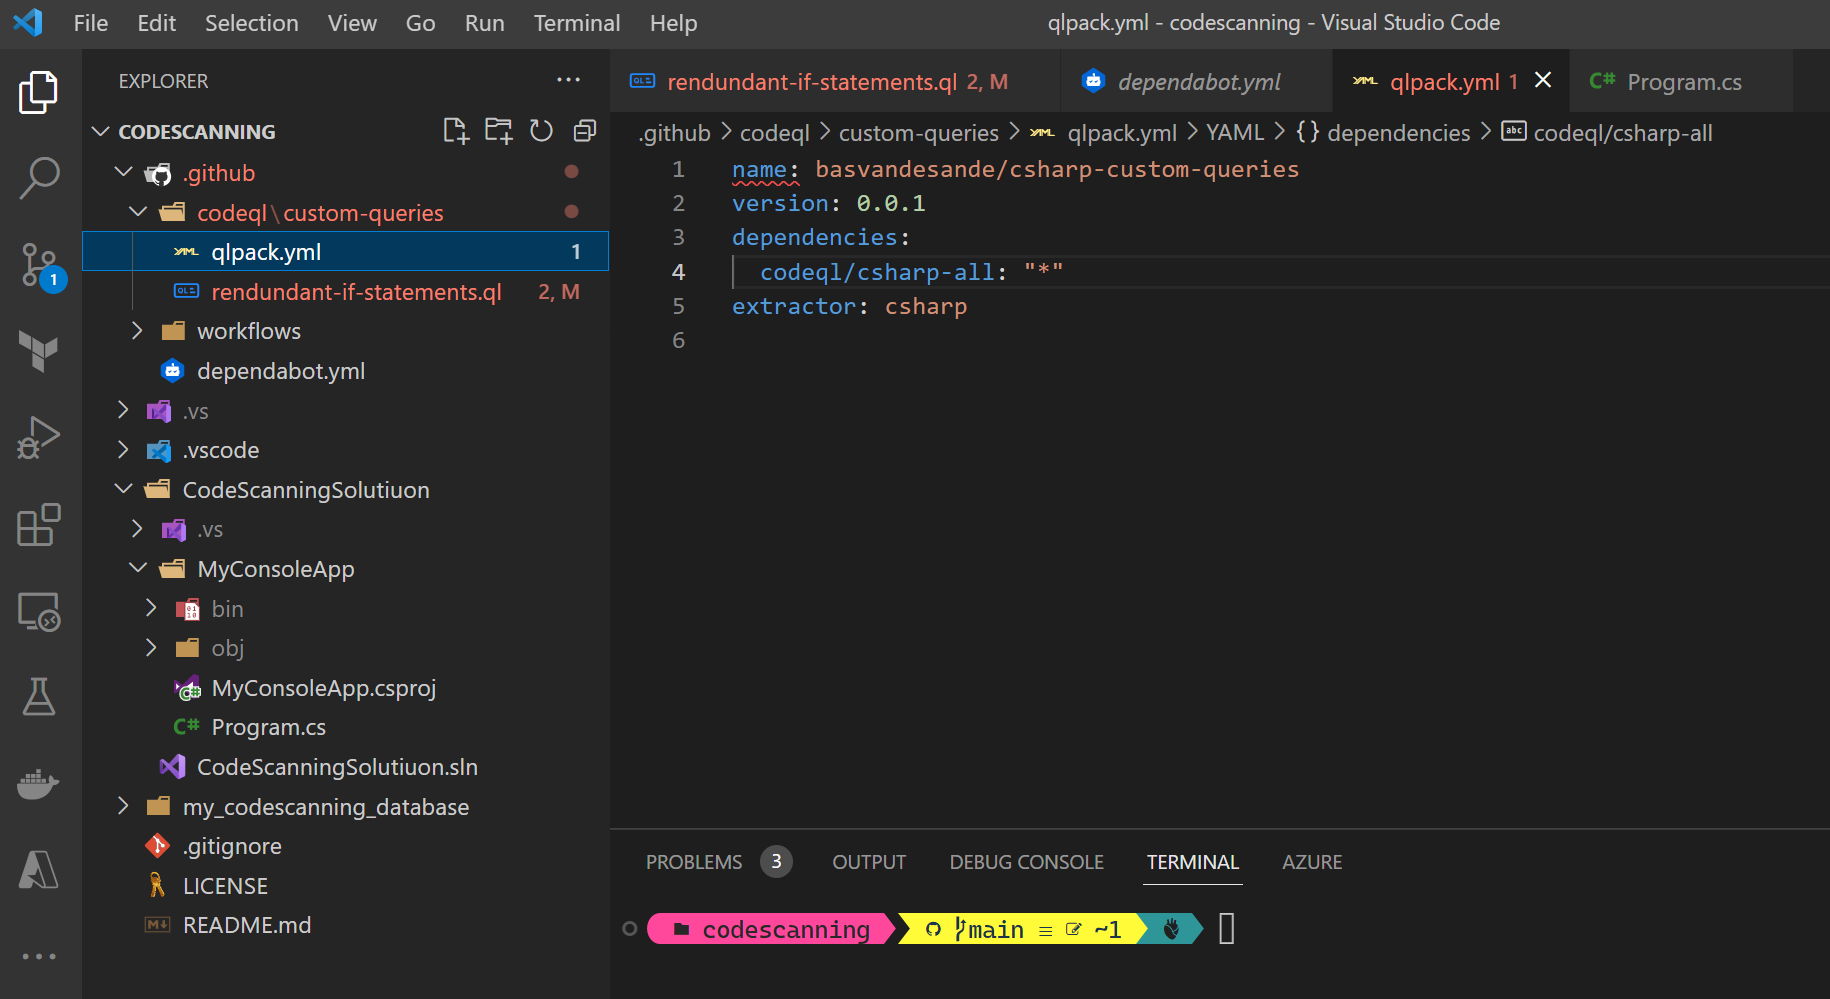 File Edit Selection View Go Run Terminal Help
qlpack.yml - codescanning - Visual Studio Code
EXPLORER
CODESCANNING
.github
codeql\custom-queries
qlpack.yml 1
rendundant-if-statements.ql 2, M
workflows
dependabot.yml
.vs
.vscode
CodeScanningSolutiuon
.vs
MyConsoleApp
bin
obj
MyConsoleApp.csproj
Program.cs
CodeScanningSolutiuon.sln
my_codescanning_database
.gitignore
LICENSE
README.md
1
rendundant-if-statements.ql 2, M
dependabot.yml
qlpack.yml 1
Program.cs
.github > codeql > custom-queries > qlpack.yml > YAML > {} dependencies > abc codeql/csharp-all
1 name: basvandesande/csharp-custom-queries
2 version: 0.0.1
3 dependencies:
4 codeql/csharp-all: "*"
5 extractor: csharp
6
PROBLEMS 3 OUTPUT DEBUG CONSOLE TERMINAL AZURE
codescanning main ≡ ~1